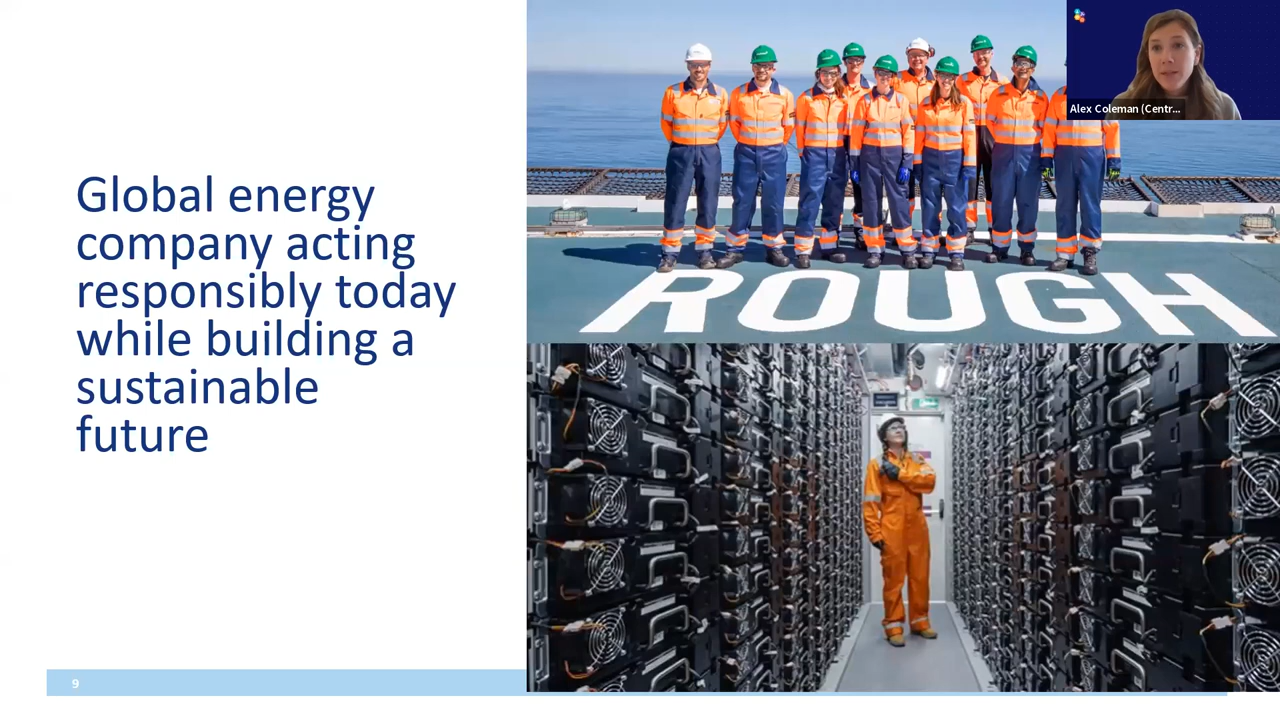 Global energy
company acting
responsibly today
while building a
sustainable
future
ROUGH
Alex Coleman (Centr...
9